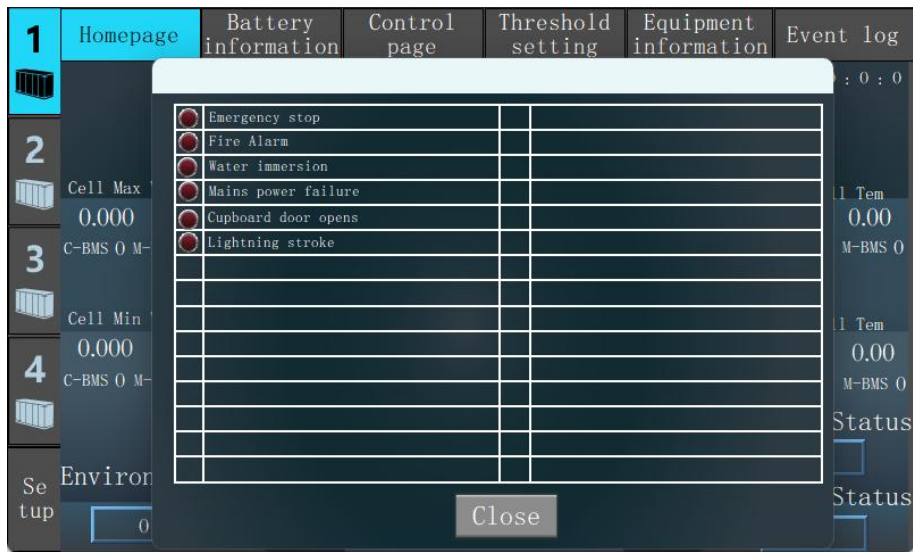 1
Homepage
Battery
information
Control
page
Threshold
setting
Equipment
information
Event log
: 0 : 0
Emergency stop
Fire Alarm
Water immersion
Mains power failure
Cupboard door opens
Lightning stroke
2
Cell Max
Tem
0.000
0.00
C-BMS 0 M-
M-BMS 0
3
Cell Min
Tem
0.000
0.00
4
C-BMS 0 M-
M-BMS 0
Status
Environ
Se
tup
Status
0
Close